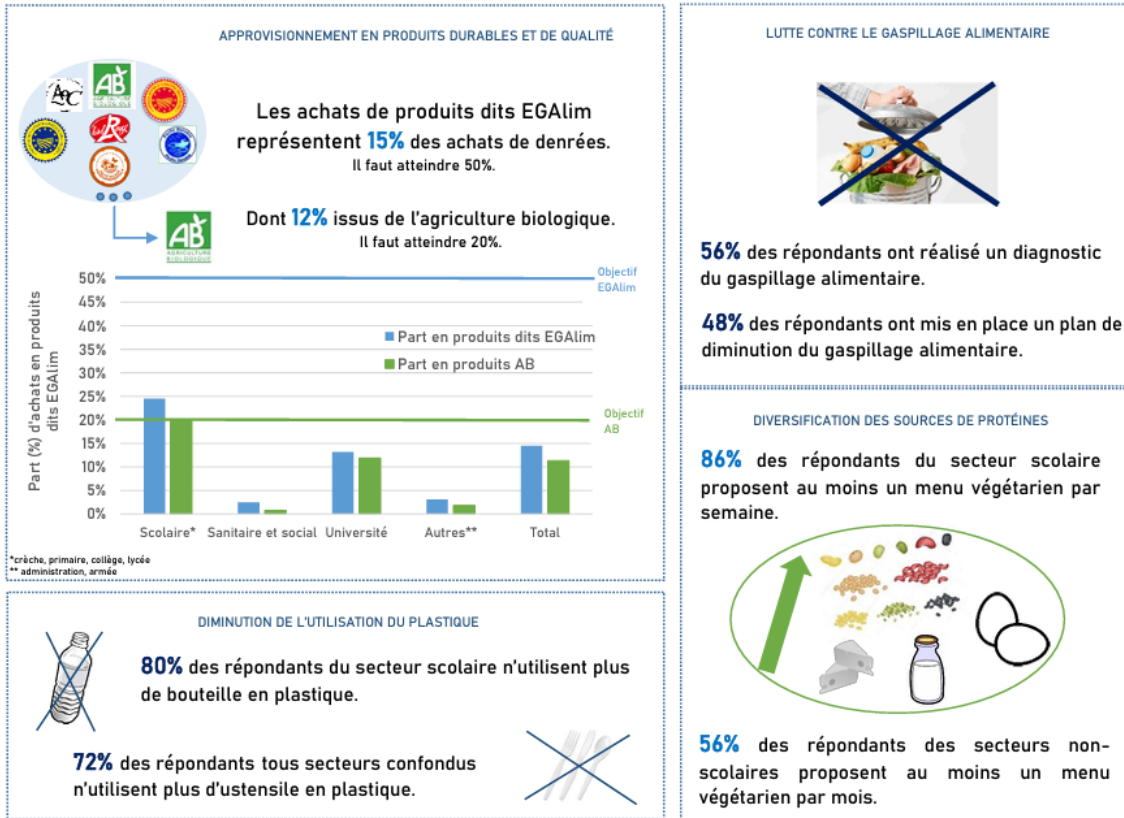 APPROVISIONNEMENT EN PRODUITS DURABLES ET DE QUALITÉ
AB
AGRICULTURE
BIOLOGIQUE
Les achats de produits dits EGAlim
représentent 15% des achats de denrées.
Il faut atteindre 50%.
AB
AGRICULTURE
BIOLOGIQUE
Dont 12% issus de l'agriculture biologique.
Il faut atteindre 20%.
Part (%) d'achats en produits
dits EGAlim
50%
45%
40%
35%
30%
25%
20%
15%
10%
5%
0%
Objectif
EGAlim
Part en produits dits EGAlim
Part en produits AB
Objectif
AB
Scolaire* Sanitaire et social Université Autres** Total
*crèche, primaire, collège, lycée
** administration, armée
DIMINUTION DE L'UTILISATION DU PLASTIQUE
80% des répondants du secteur scolaire n'utilisent plus
de bouteille en plastique.
72% des répondants tous secteurs confondus
n'utilisent plus d'ustensile en plastique.
LUTTE CONTRE LE GASPILLAGE ALIMENTAIRE
56% des répondants ont réalisé un diagnostic
du gaspillage alimentaire.
48% des répondants ont mis en place un plan de
diminution du gaspillage alimentaire.
DIVERSIFICATION DES SOURCES DE PROTÉINES
86% des répondants du secteur scolaire
proposent au moins un menu végétarien par
semaine.
56% des répondants des secteurs non-
scolaires proposent au moins un menu
végétarien par mois.